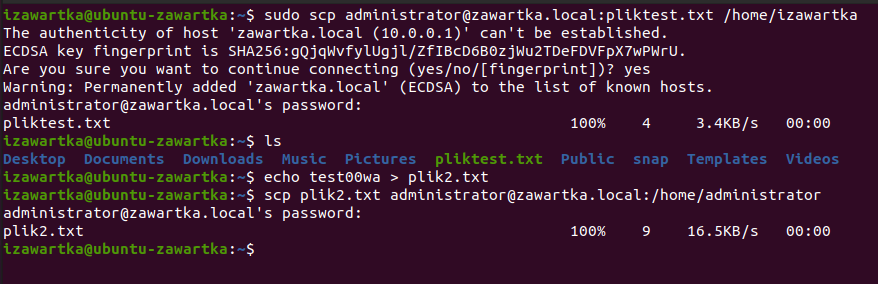 izawartka@ubuntu-zawartka:~$ sudo scp administrator@zawartka.local:pliktest.txt /home/izawartka
The authenticity of host 'zawartka.local (10.0.0.1)' can't be established.
ECDSA key fingerprint is SHA256:gQjqWvfylUgjl/ZfIBcD6B0zjWu2TDeFDVFpX7wPWrU.
Are you sure you want to continue connecting (yes/no/[fingerprint])? yes
Warning: Permanently added 'zawartka.local' (ECDSA) to the list of known hosts.
administrator@zawartka.local's password:
pliktest.txt 100% 4 3.4KB/s 00:00
izawartka@ubuntu-zawartka:~$ ls
Desktop Documents Downloads Music Pictures pliktest.txt Public snap Templates Videos
izawartka@ubuntu-zawartka:~$ echo test00wa > plik2.txt
izawartka@ubuntu-zawartka:~$ scp plik2.txt administrator@zawartka.local:/home/administrator
administrator@zawartka.local's password:
plik2.txt 100% 9 16.5KB/s 00:00
izawartka@ubuntu-zawartka:~$